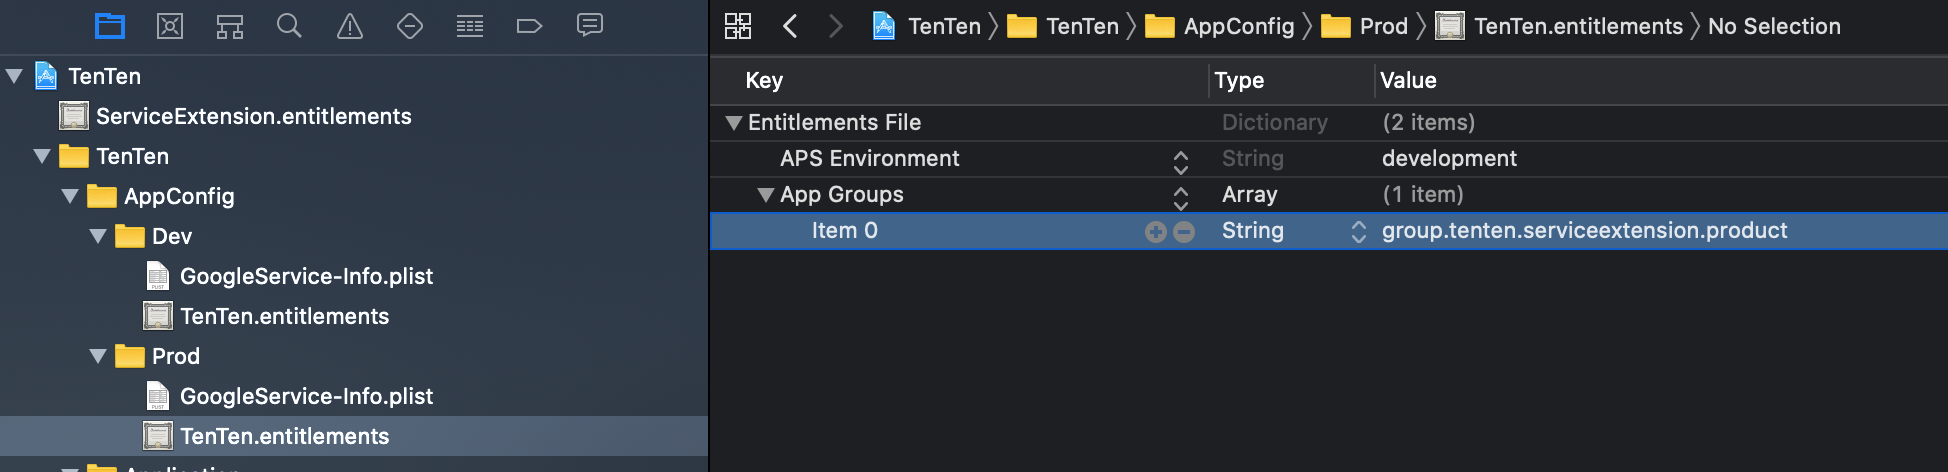 TenTen
ServiceExtension.entitlements
TenTen
AppConfig
Dev
GoogleService-Info.plist
TenTen.entitlements
Prod
GoogleService-Info.plist
TenTen.entitlements
TenTen TenTen AppConfig Prod TenTen.entitlements No Selection
Key Type Value
Entitlements File Dictionary (2 items)
APS Environment String development
App Groups Array (1 item)
Item 0 String group.tenten.serviceextension.product